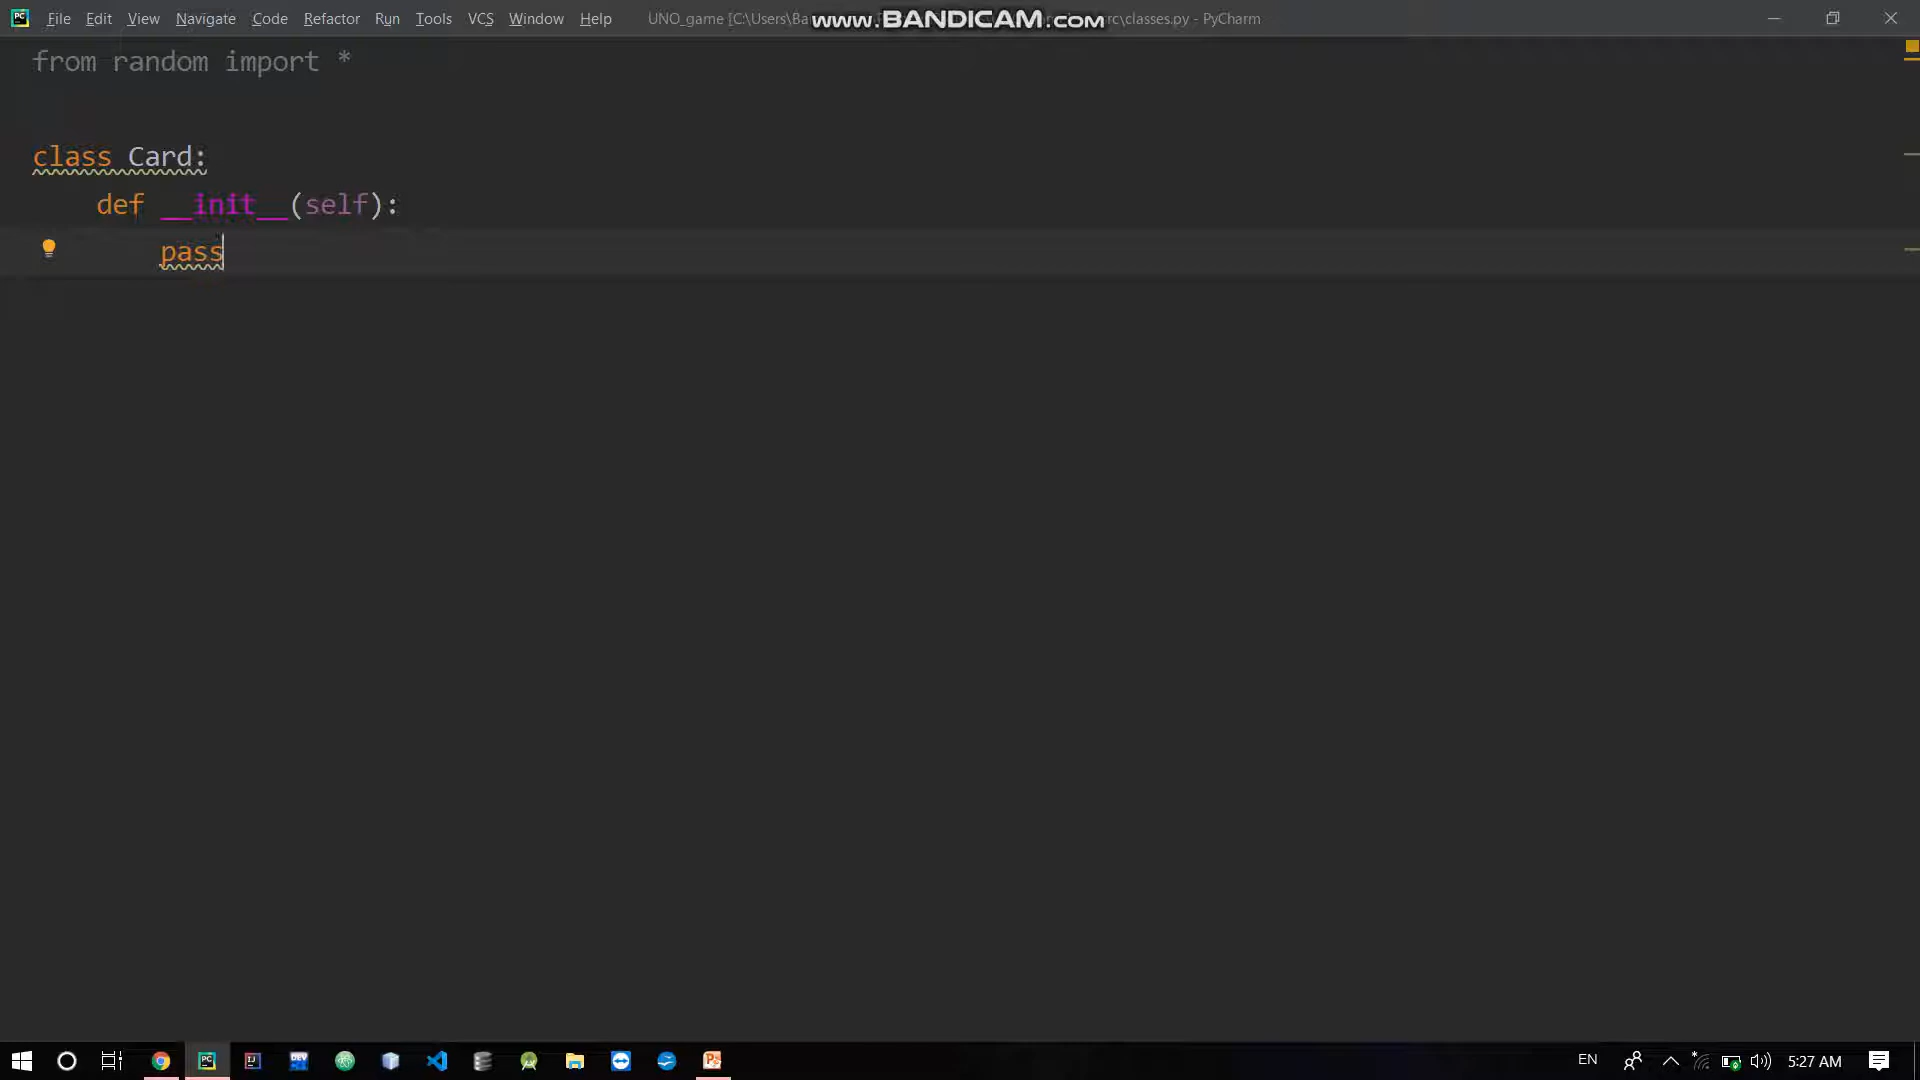 File Edit View Navigate Code Refactor Run Tools VCS Window Help UNO_game [C:\Users\Ba www.BANDICAM.com rc\classes.py - PyCharm
from random import *
class Card:
def __init__(self):
pass
EN 5:27 AM